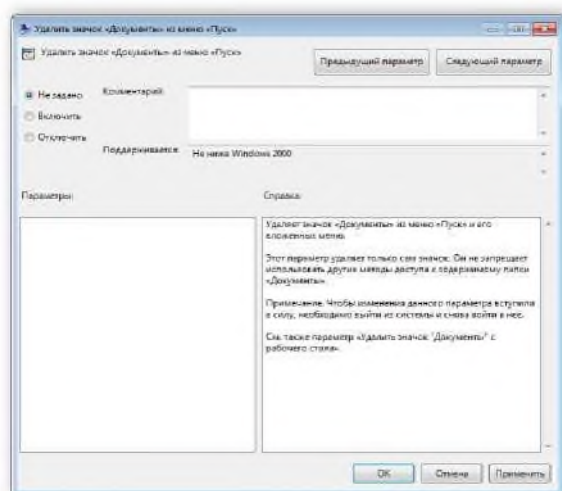 Удалить значок «Документы» из меню «Пуск»
Удалить значок «Документы» из меню «Пуск»
Предыдущий параметр
Следующий параметр
Не задано
Комментарий:
Включить
Отключить
Поддерживается:
Не ниже Windows 2000
Параметры:
Справка:
Удаляет значок «Документы» из меню «Пуск» и его
вложенных меню.
Этот параметр удаляет только сам значок. Он не запрещает
использовать другие методы доступа к содержимому папки
«Документы».
Примечание. Чтобы изменения данного параметра вступили
в силу, необходимо выйти из системы и снова войти в нее.
См. также параметр «Удалить значок "Документы" с
рабочего стола».
ОК
Отмена
Применить